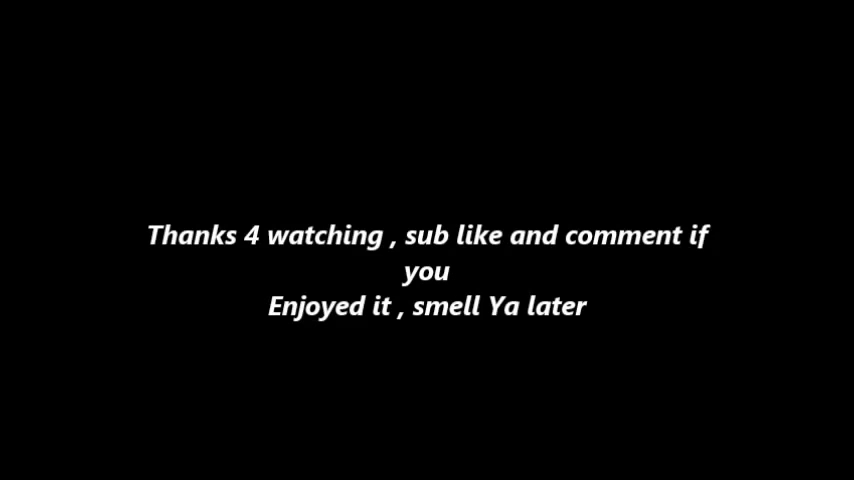 Thanks 4 watching , sub like and comment if
you
Enjoyed it , smell Ya later